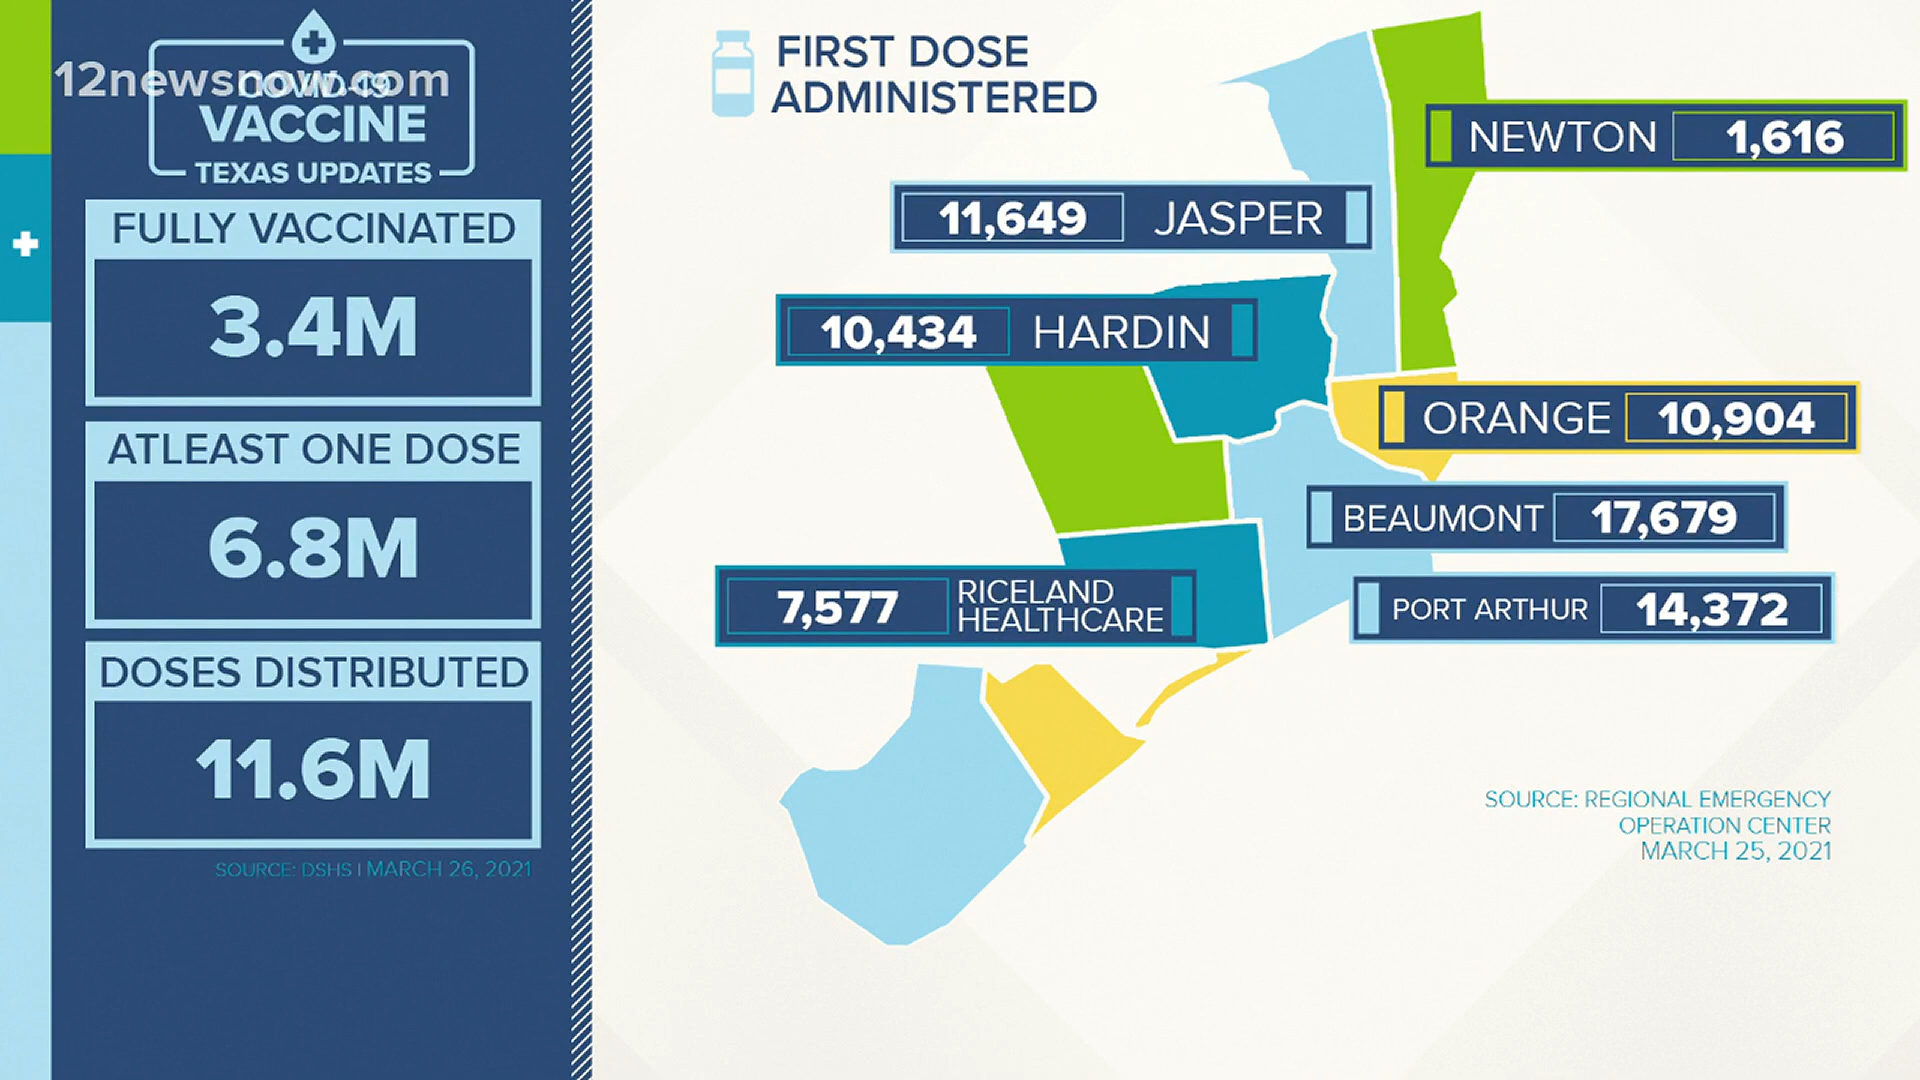 12newsnow.com
COVID-19
VACCINE
TEXAS UPDATES
FULLY VACCINATED
3.4M
ATLEAST ONE DOSE
6.8M
DOSES DISTRIBUTED
11.6M
SOURCE: DSHS | MARCH 26, 2021
FIRST DOSE
ADMINISTERED
NEWTON 1,616
11,649 JASPER
10,434 HARDIN
ORANGE 10,904
BEAUMONT 17,679
7,577 RICELAND
HEALTHCARE
PORT ARTHUR 14,372
SOURCE: REGIONAL EMERGENCY
OPERATION CENTER
MARCH 25, 2021